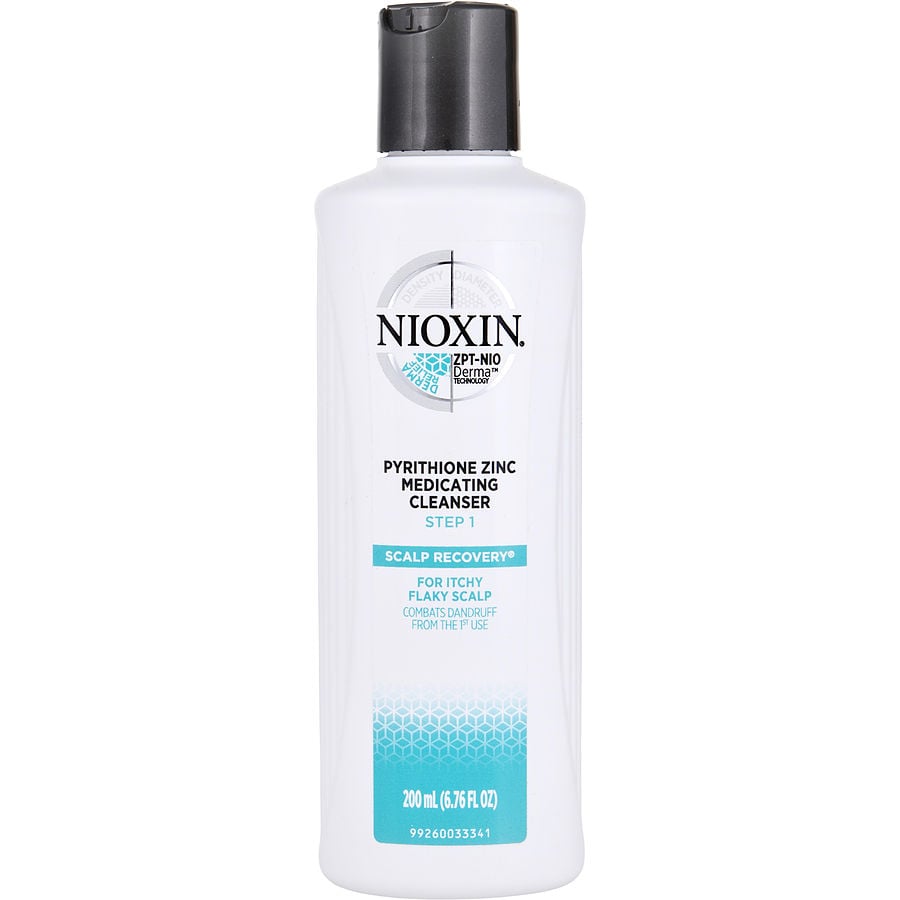 DENSITY DIAMETER
NIOXIN®
DERMA RELIEF
ZPT-NIO
Derma™
TECHNOLOGY
PYRITHIONE ZINC
MEDICATING
CLEANSER
STEP 1
SCALP RECOVERY®
FOR ITCHY
FLAKY SCALP
COMBATS DANDRUFF
FROM THE 1ST USE
200 mL (6.76 FL OZ)
99260033341